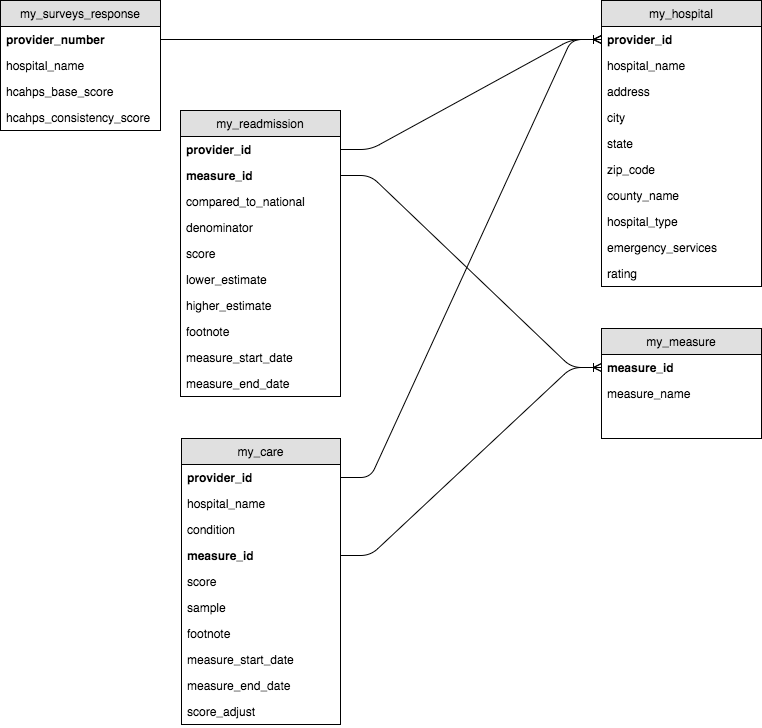 my_surveys_response
provider_number
hospital_name
hcahps_base_score
hcahps_consistency_score
my_readmission
provider_id
measure_id
compared_to_national
denominator
score
lower_estimate
higher_estimate
footnote
measure_start_date
measure_end_date
my_care
provider_id
hospital_name
condition
measure_id
score
sample
footnote
measure_start_date
measure_end_date
score_adjust
my_hospital
provider_id
hospital_name
address
city
state
zip_code
county_name
hospital_type
emergency_services
rating
my_measure
measure_id
measure_name